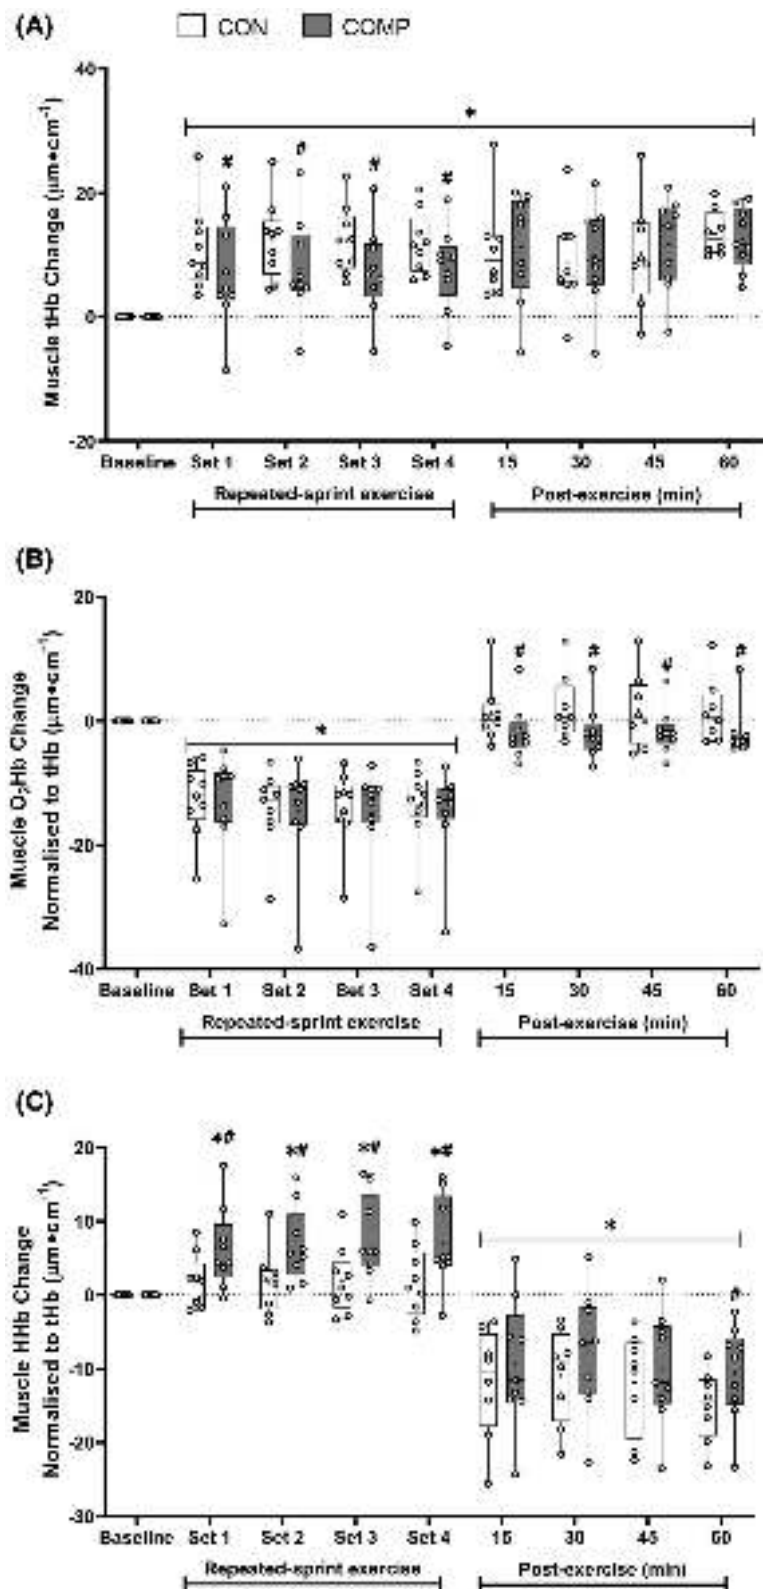 (A)
CON
COMP
Muscle tHb Change (μm•cm⁻¹)
40
20
0
-20
*
# # # #
Baseline Set 1 Set 2 Set 3 Set 4 15 30 45 60
Repeated-sprint exercise Post-exercise (min)
(B)
Muscle O₂Hb Change
Normalised to tHb (μm•cm⁻¹)
20
0
-20
-40
*
# # # #
Baseline Set 1 Set 2 Set 3 Set 4 15 30 45 60
Repeated-sprint exercise Post-exercise (min)
(C)
Muscle HHb Change
Normalised to tHb (μm•cm⁻¹)
20
10
0
-10
-20
-30
*# *# *# *#
*
Baseline Set 1 Set 2 Set 3 Set 4 15 30 45 60
Repeated-sprint exercise Post-exercise (min)